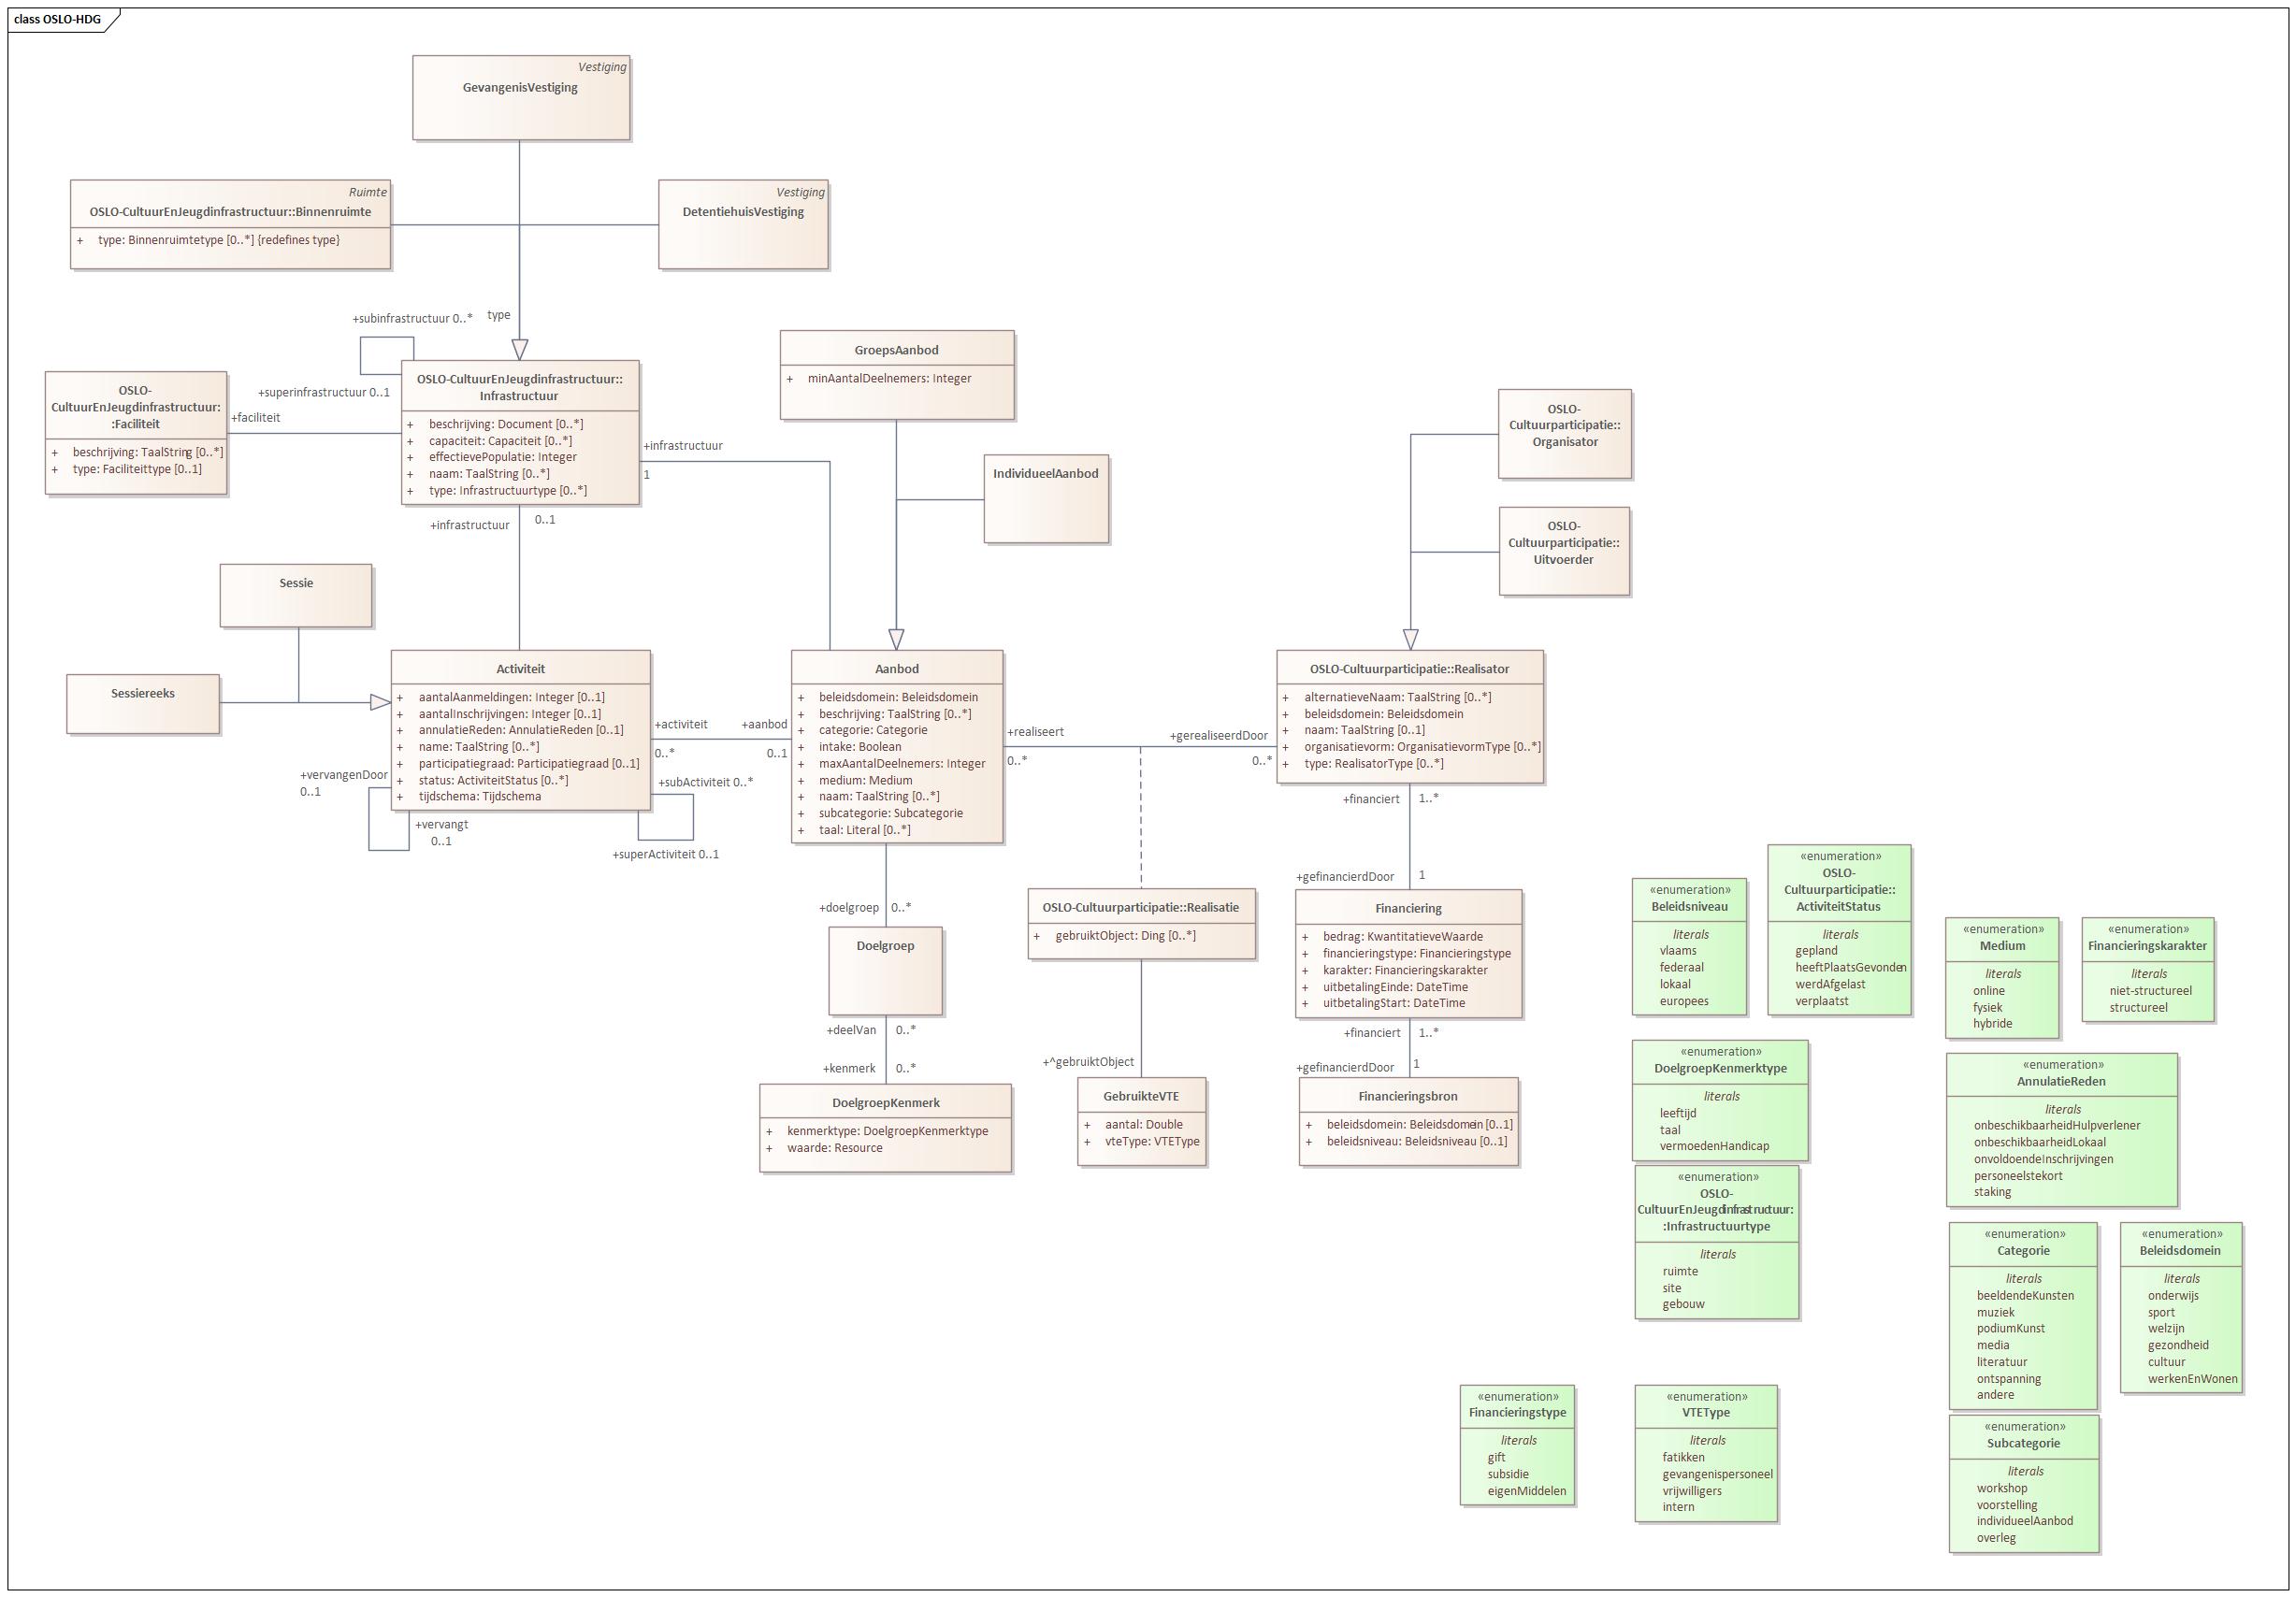 class OSLO-HDG
Vestiging
GevangenisVestiging
Ruimte
OSLO-CultuurEnJeugdinfrastructuur::Binnenruimte
+ type: Binnenruimtetype [0..*] {redefines type}
Vestiging
DetentiehuisVestiging
+subinfrastructuur 0..*
type
+superinfrastructuur 0..1
OSLO-
CultuurEnJeugdinfrastructuur:
:Faciliteit
+ beschrijving: TaalString [0..*]
+ type: Faciliteittype [0..1]
+faciliteit
OSLO-CultuurEnJeugdinfrastructuur::
Infrastructuur
+ beschrijving: Document [0..*]
+ capaciteit: Capaciteit [0..*]
+ effectievePopulatie: Integer
+ naam: TaalString [0..*]
+ type: Infrastructuurtype [0..*]
+infrastructuur
1
+infrastructuur
0..1
GroepsAanbod
+ minAantalDeelnemers: Integer
IndividueelAanbod
OSLO-
Cultuurparticipatie::
Organisator
OSLO-
Cultuurparticipatie::
Uitvoerder
Sessie
Sessiereeks
Activiteit
+ aantalAanmeldingen: Integer [0..1]
+ aantalInschrijvingen: Integer [0..1]
+ annulatieReden: AnnulatieReden [0..1]
+ name: TaalString [0..*]
+ participatiegraad: Participatiegraad [0..1]
+ status: ActiviteitStatus [0..*]
+ tijdschema: Tijdschema
+vervangenDoor
0..1
+vervangt
0..1
+subActiviteit 0..*
+superActiviteit 0..1
+activiteit
0..*
+aanbod
0..1
Aanbod
+ beleidsdomein: Beleidsdomein
+ beschrijving: TaalString [0..*]
+ categorie: Categorie
+ intake: Boolean
+ maxAantalDeelnemers: Integer
+ medium: Medium
+ naam: TaalString [0..*]
+ subcategorie: Subcategorie
+ taal: Literal [0..*]
+realiseert
0..*
+gerealiseerdDoor
0..*
OSLO-Cultuurparticipatie::Realisator
+ alternatieveNaam: TaalString [0..*]
+ beleidsdomein: Beleidsdomein
+ naam: TaalString [0..1]
+ organisatievorm: OrganisatievormType [0..*]
+ type: RealisatorType [0..*]
+financiert 1..*
+gefinancierdDoor 1
+doelgroep 0..*
Doelgroep
+deelVan 0..*
+kenmerk 0..*
DoelgroepKenmerk
+ kenmerktype: DoelgroepKenmerktype
+ waarde: Resource
OSLO-Cultuurparticipatie::Realisatie
+ gebruiktObject: Ding [0..*]
+^gebruiktObject
GebruikteVTE
+ aantal: Double
+ vteType: VTEType
Financiering
+ bedrag: KwantitatieveWaarde
+ financieringstype: Financieringstype
+ karakter: Financieringskarakter
+ uitbetalingEinde: DateTime
+ uitbetalingStart: DateTime
+financiert 1..*
+gefinancierdDoor 1
Financieringsbron
+ beleidsdomein: Beleidsdomein [0..1]
+ beleidsniveau: Beleidsniveau [0..1]
«enumeration»
Beleidsniveau
literals
vlaams
federaal
lokaal
europees
«enumeration»
OSLO-
Cultuurparticipatie::
ActiviteitStatus
literals
gepland
heeftPlaatsGevonden
werdAfgelast
verplaatst
«enumeration»
Medium
literals
online
fysiek
hybride
«enumeration»
Financieringskarakter
literals
niet-structureel
structureel
«enumeration»
DoelgroepKenmerktype
literals
leeftijd
taal
vermoedenHandicap
«enumeration»
AnnulatieReden
literals
onbeschikbaarheidHulpverlener
onbeschikbaarheidLokaal
onvoldoendeInschrijvingen
personeelstekort
staking
«enumeration»
OSLO-
CultuurEnJeugdinfrastructuur:
:Infrastructuurtype
literals
ruimte
site
gebouw
«enumeration»
Categorie
literals
beeldendeKunsten
muziek
podiumKunst
media
literatuur
ontspanning
andere
«enumeration»
Beleidsdomein
literals
onderwijs
sport
welzijn
gezondheid
cultuur
werkenEnWonen
«enumeration»
Financieringstype
literals
gift
subsidie
eigenMiddelen
«enumeration»
VTEType
literals
fatikken
gevangenispersoneel
vrijwilligers
intern
«enumeration»
Subcategorie
literals
workshop
voorstelling
individueelAanbod
overleg